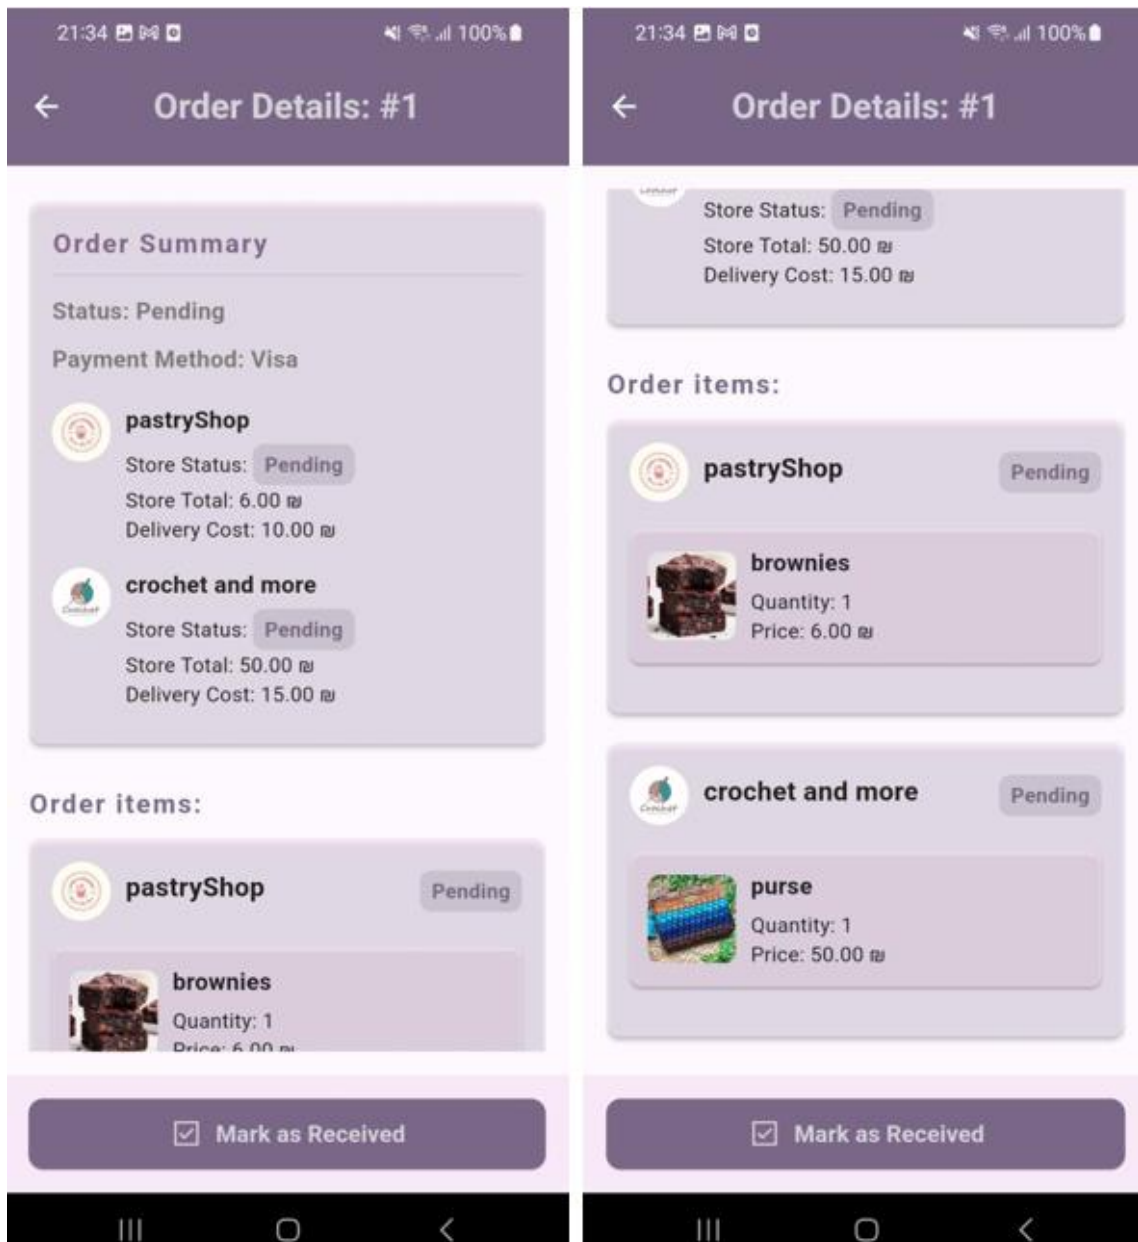 21:34 100%
Order Details: #1
Order Summary
Status: Pending
Payment Method: Visa
pastryShop
Store Status: Pending
Store Total: 6.00 ₪
Delivery Cost: 10.00 ₪
crochet and more
Store Status: Pending
Store Total: 50.00 ₪
Delivery Cost: 15.00 ₪
Order items:
pastryShop Pending
brownies
Quantity: 1
Price: 6.00 ₪
Mark as Received
21:34 100%
Order Details: #1
Store Status: Pending
Store Total: 50.00 ₪
Delivery Cost: 15.00 ₪
Order items:
pastryShop Pending
brownies
Quantity: 1
Price: 6.00 ₪
crochet and more Pending
purse
Quantity: 1
Price: 50.00 ₪
Mark as Received